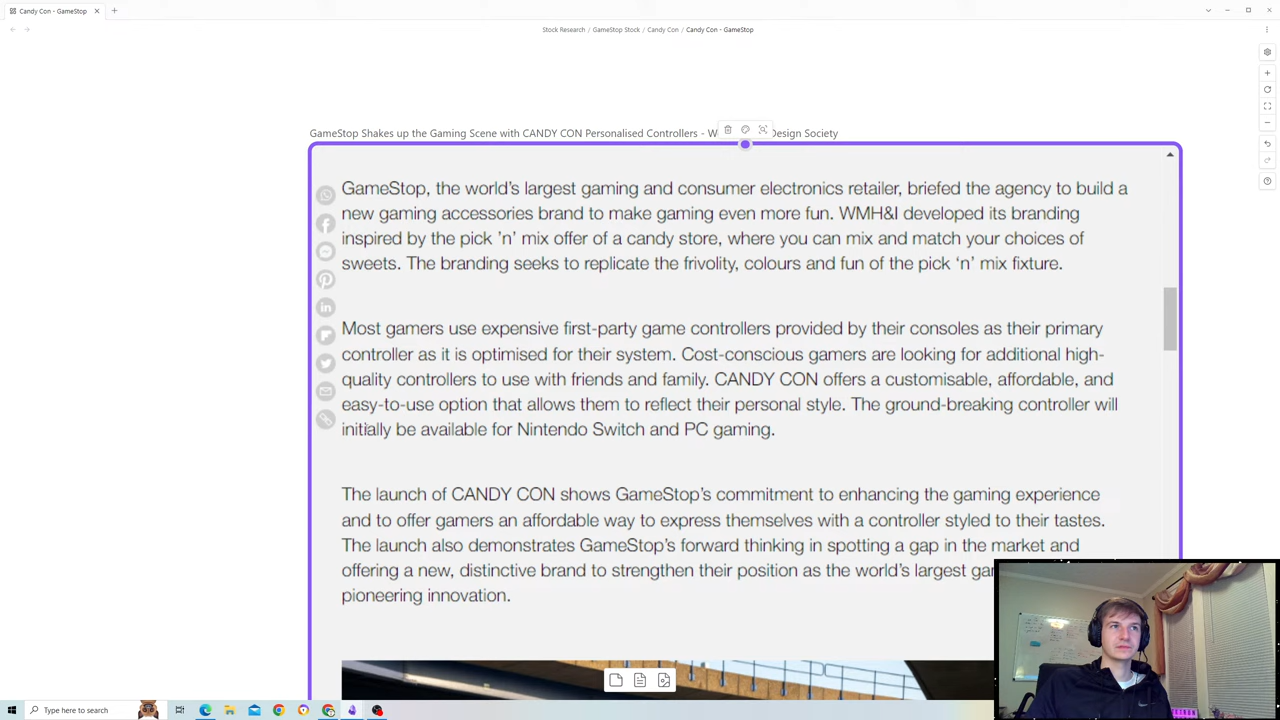 Candy Con - GameStop
Stock Research / GameStop Stock / Candy Con / Candy Con - GameStop
GameStop Shakes up the Gaming Scene with CANDY CON Personalised Controllers - W Design Society
GameStop, the world's largest gaming and consumer electronics retailer, briefed the agency to build a
new gaming accessories brand to make gaming even more fun. WMH&I developed its branding
inspired by the pick 'n' mix offer of a candy store, where you can mix and match your choices of
sweets. The branding seeks to replicate the frivolity, colours and fun of the pick 'n' mix fixture.
Most gamers use expensive first-party game controllers provided by their consoles as their primary
controller as it is optimised for their system. Cost-conscious gamers are looking for additional high-
quality controllers to use with friends and family. CANDY CON offers a customisable, affordable, and
easy-to-use option that allows them to reflect their personal style. The ground-breaking controller will
initially be available for Nintendo Switch and PC gaming.
The launch of CANDY CON shows GameStop's commitment to enhancing the gaming experience
and to offer gamers an affordable way to express themselves with a controller styled to their tastes.
The launch also demonstrates GameStop's forward thinking in spotting a gap in the market and
offering a new, distinctive brand to strengthen their position as the world's largest
pioneering innovation.
Type here to search